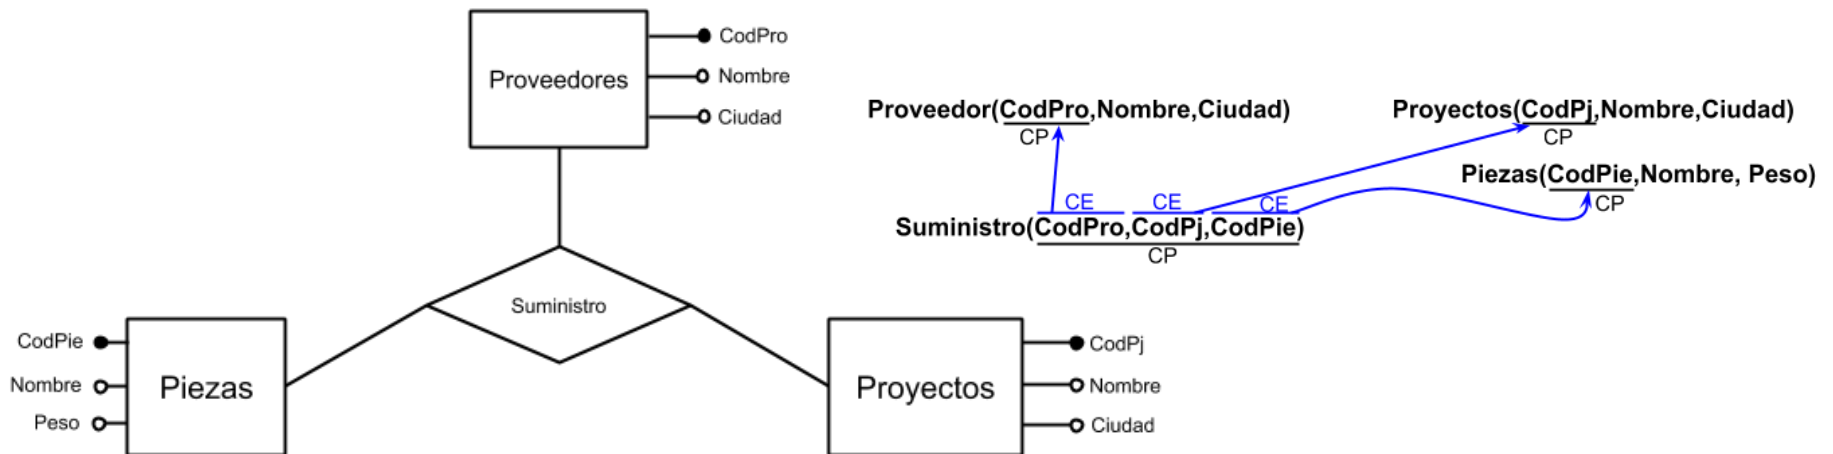 Proveedores
CodPro
Nombre
Ciudad
Suministro
CodPie
Nombre
Peso
Piezas
Proyectos
CodPj
Nombre
Ciudad
Proveedor(CodPro,Nombre,Ciudad)
CP
Proyectos(CodPj,Nombre,Ciudad)
CP
Piezas(CodPie,Nombre, Peso)
CP
CE CE CE
Suministro(CodPro,CodPj,CodPie)
CP